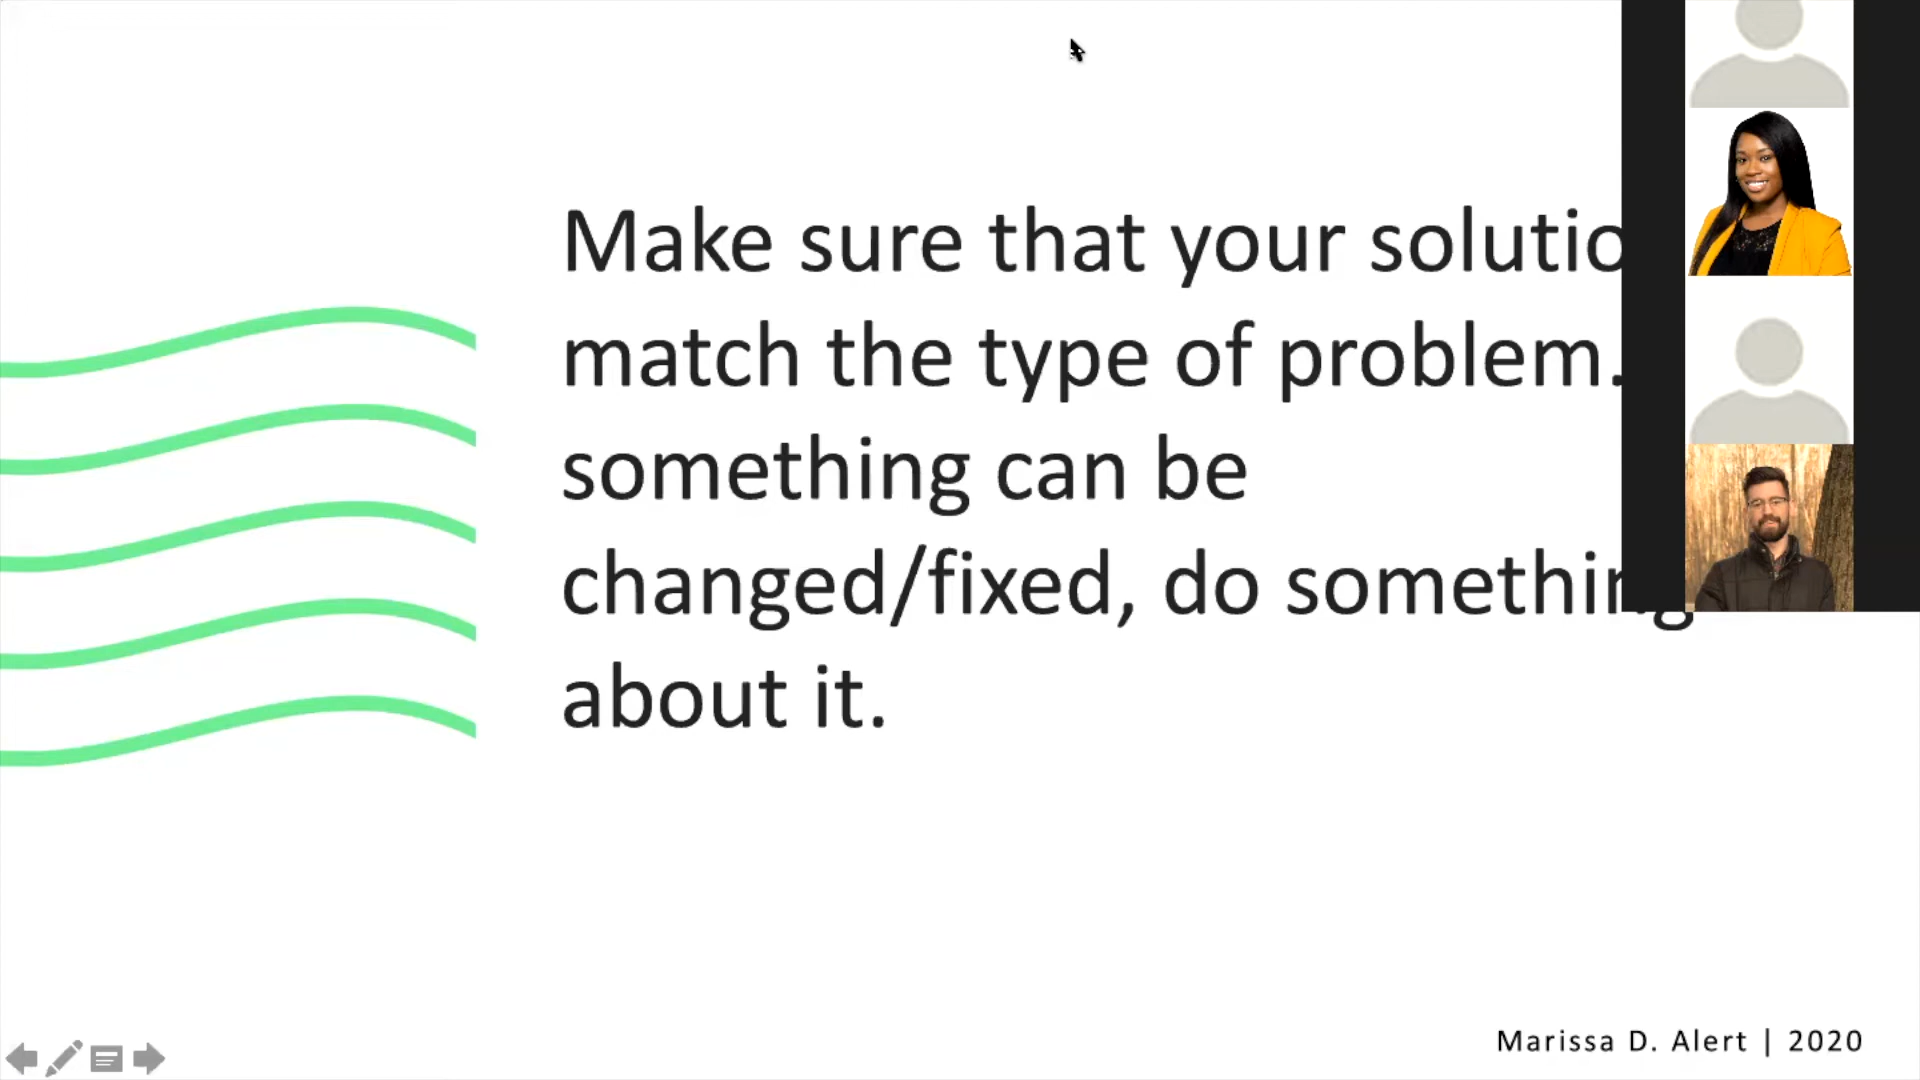 Make sure that your solutio
match the type of problem.
something can be
changed/fixed, do something
about it.
Marissa D. Alert | 2020